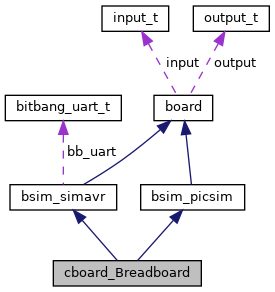 input_t output_t
input output
bitbang_uart_t board
bb_uart
bsim_simavr bsim_picsim
cboard_Breadboard